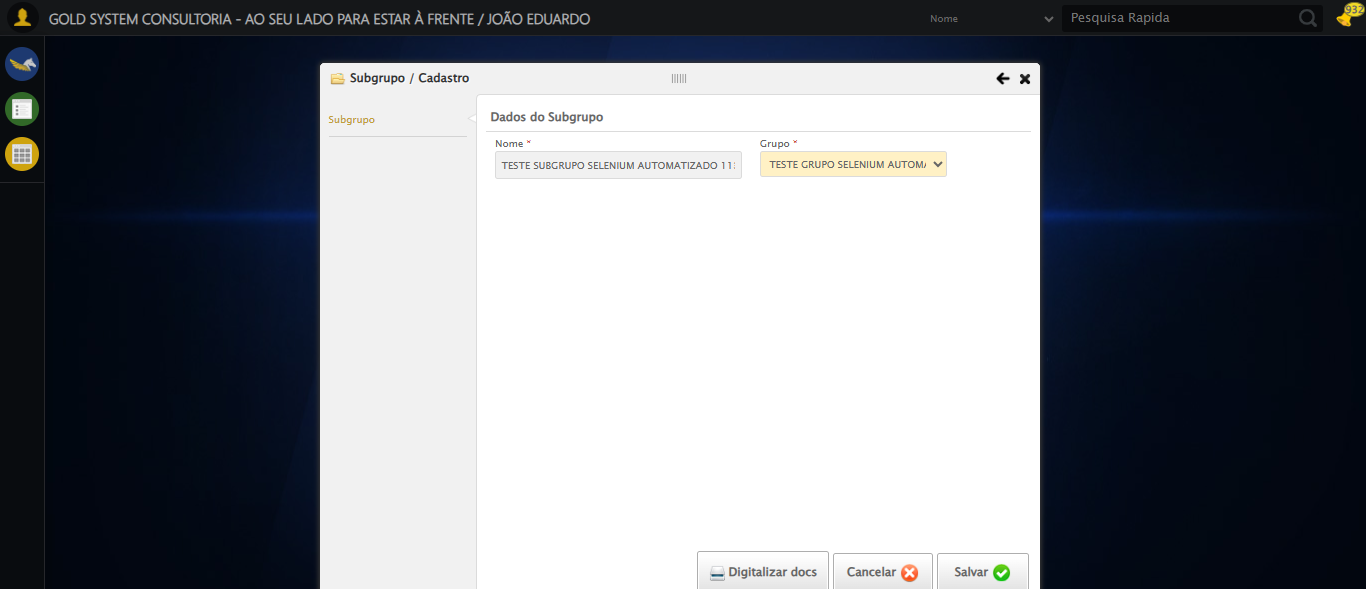 GOLD SYSTEM CONSULTORIA - AO SEU LADO PARA ESTAR À FRENTE / JOÃO EDUARDO
Nome
Pesquisa Rapida
932
Subgrupo / Cadastro
Subgrupo
Dados do Subgrupo
Nome *
Grupo *
TESTE SUBGRUPO SELENIUM AUTOMATIZADO 11
TESTE GRUPO SELENIUM AUTOM
Digitalizar docs
Cancelar
Salvar